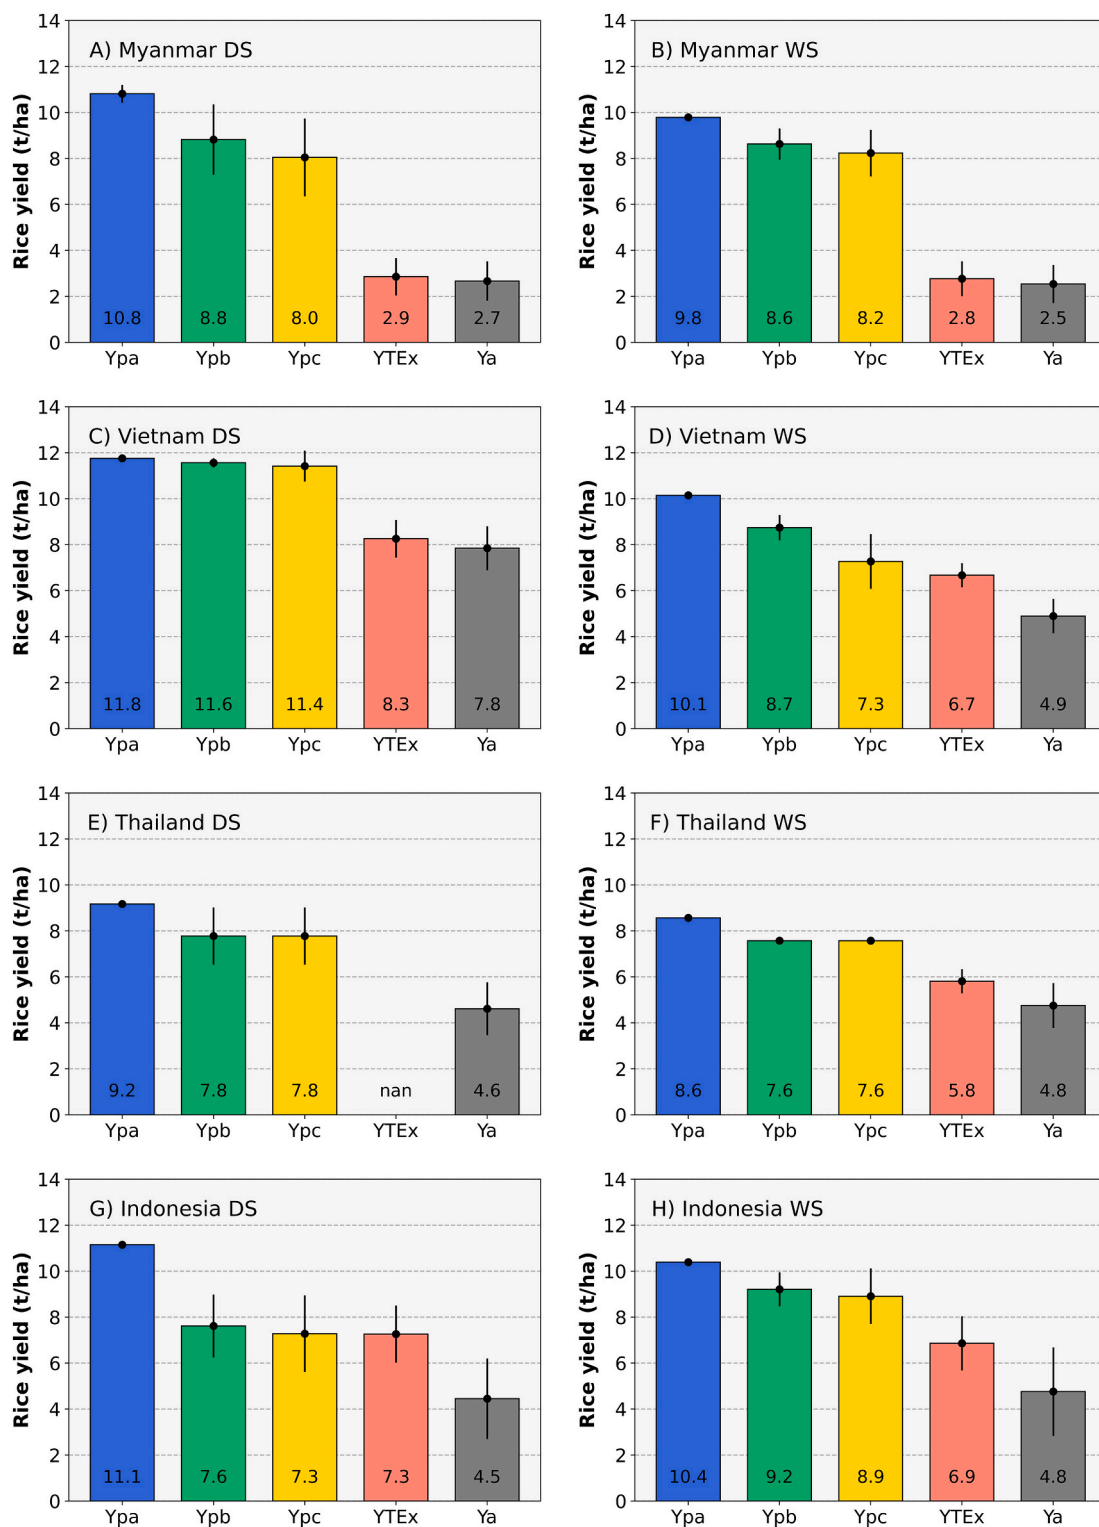 A) Myanmar DS
Rice yield (t/ha)
14
12
10
8
6
4
2
0
10.8 8.8 8.0 2.9 2.7
Ypa Ypb Ypc YTEx Ya
B) Myanmar WS
Rice yield (t/ha)
14
12
10
8
6
4
2
0
9.8 8.6 8.2 2.8 2.5
Ypa Ypb Ypc YTEx Ya
C) Vietnam DS
Rice yield (t/ha)
14
12
10
8
6
4
2
0
11.8 11.6 11.4 8.3 7.8
Ypa Ypb Ypc YTEx Ya
D) Vietnam WS
Rice yield (t/ha)
14
12
10
8
6
4
2
0
10.1 8.7 7.3 6.7 4.9
Ypa Ypb Ypc YTEx Ya
E) Thailand DS
Rice yield (t/ha)
14
12
10
8
6
4
2
0
9.2 7.8 7.8 nan 4.6
Ypa Ypb Ypc YTEx Ya
F) Thailand WS
Rice yield (t/ha)
14
12
10
8
6
4
2
0
8.6 7.6 7.6 5.8 4.8
Ypa Ypb Ypc YTEx Ya
G) Indonesia DS
Rice yield (t/ha)
14
12
10
8
6
4
2
0
11.1 7.6 7.3 7.3 4.5
Ypa Ypb Ypc YTEx Ya
H) Indonesia WS
Rice yield (t/ha)
14
12
10
8
6
4
2
0
10.4 9.2 8.9 6.9 4.8
Ypa Ypb Ypc YTEx Ya